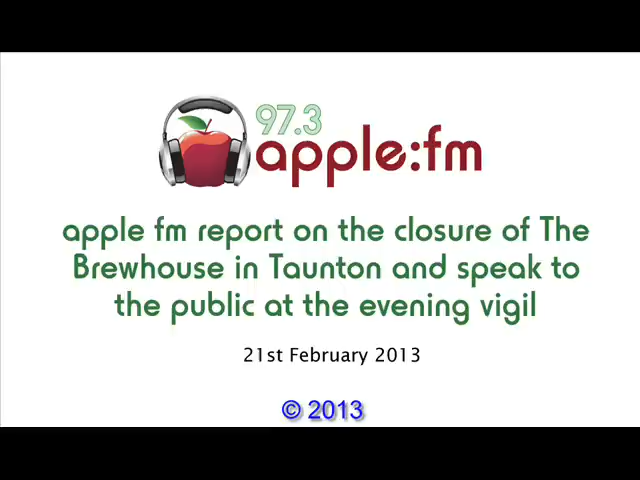 97.3
apple:fm
apple fm report on the closure of The
Brewhouse in Taunton and speak to
the public at the evening vigil
21st February 2013
© 2013